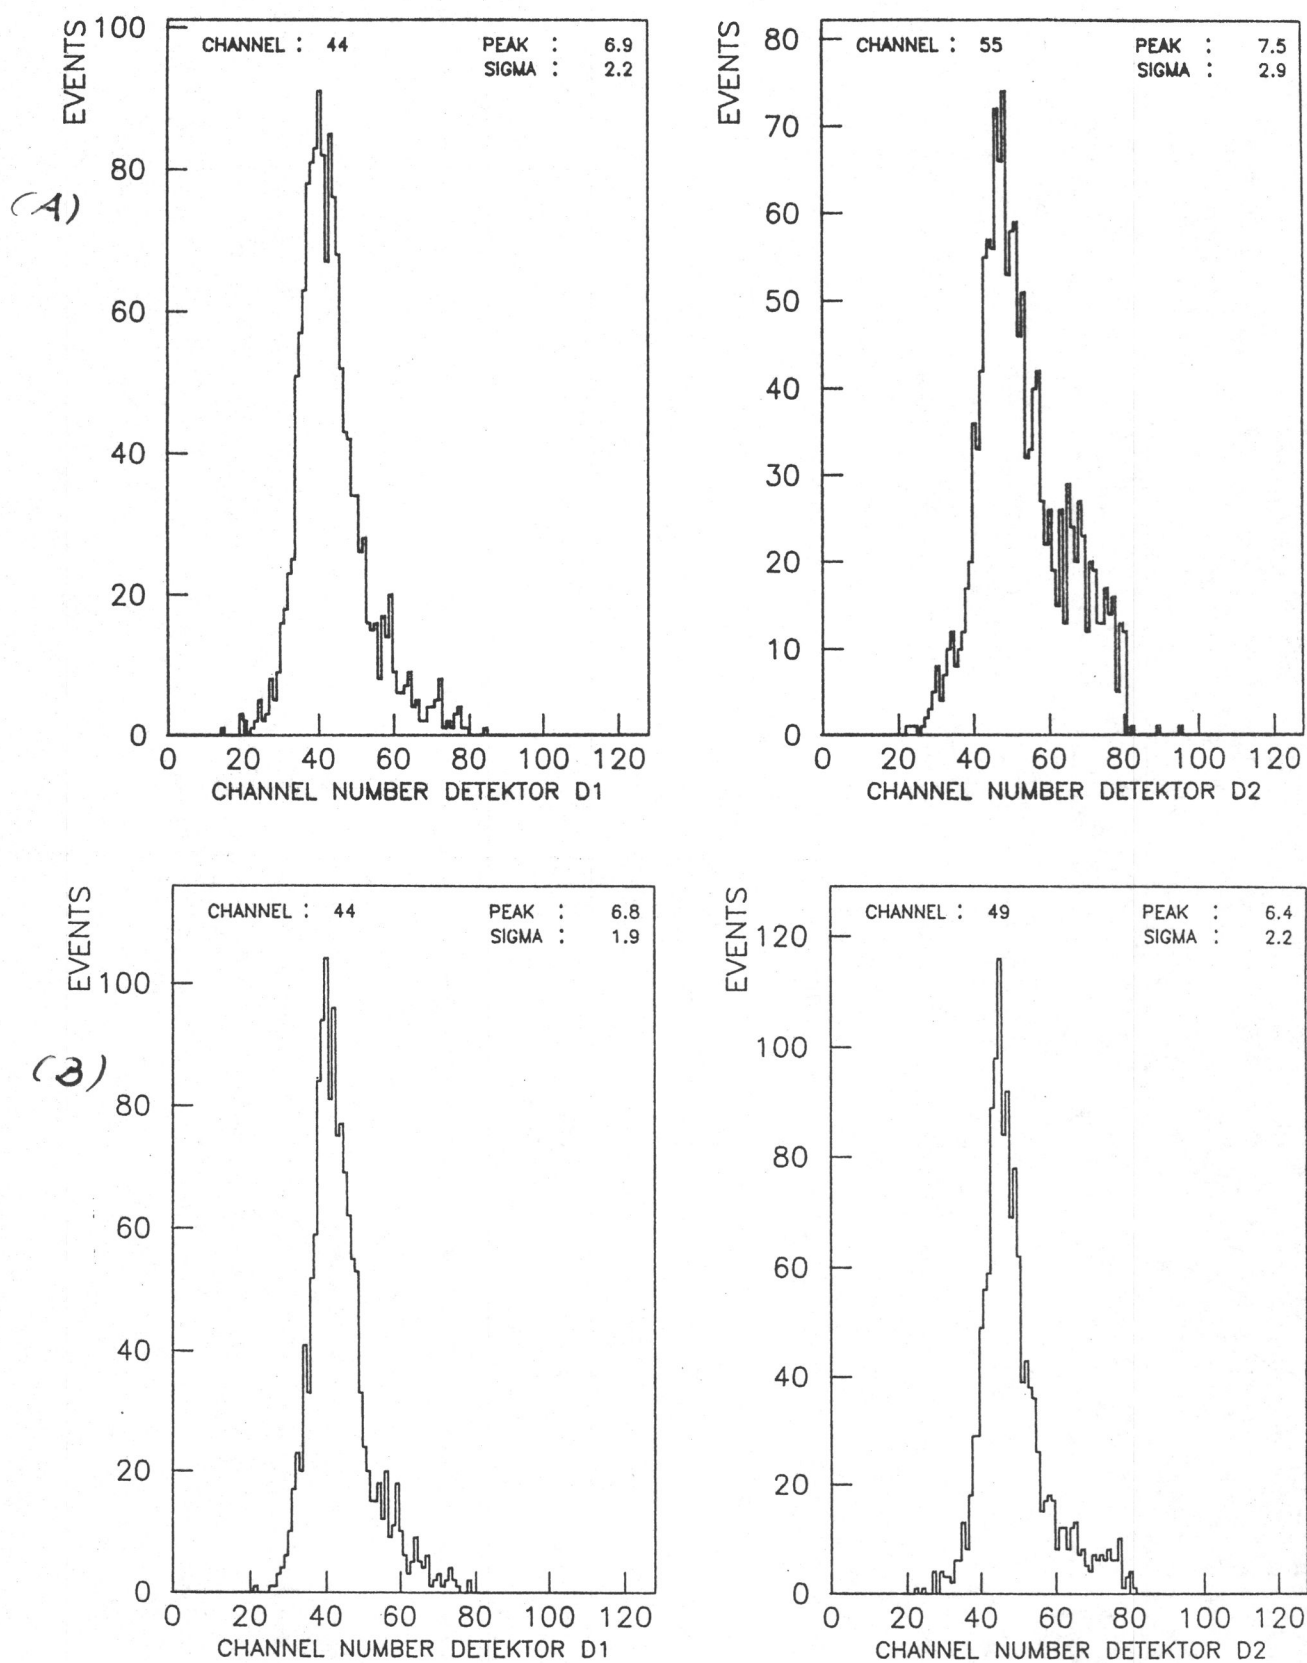 EVENTS
100
80
60
40
20
0
CHANNEL : 44 PEAK : 6.9
SIGMA : 2.2
0 20 40 60 80 100 120
CHANNEL NUMBER DETEKTOR D1
(A)
EVENTS
80
70
60
50
40
30
20
10
0
CHANNEL : 55 PEAK : 7.5
SIGMA : 2.9
0 20 40 60 80 100 120
CHANNEL NUMBER DETEKTOR D2
EVENTS
100
80
60
40
20
0
CHANNEL : 44 PEAK : 6.8
SIGMA : 1.9
0 20 40 60 80 100 120
CHANNEL NUMBER DETEKTOR D1
(B)
EVENTS
120
100
80
60
40
20
0
CHANNEL : 49 PEAK : 6.4
SIGMA : 2.2
0 20 40 60 80 100 120
CHANNEL NUMBER DETEKTOR D2